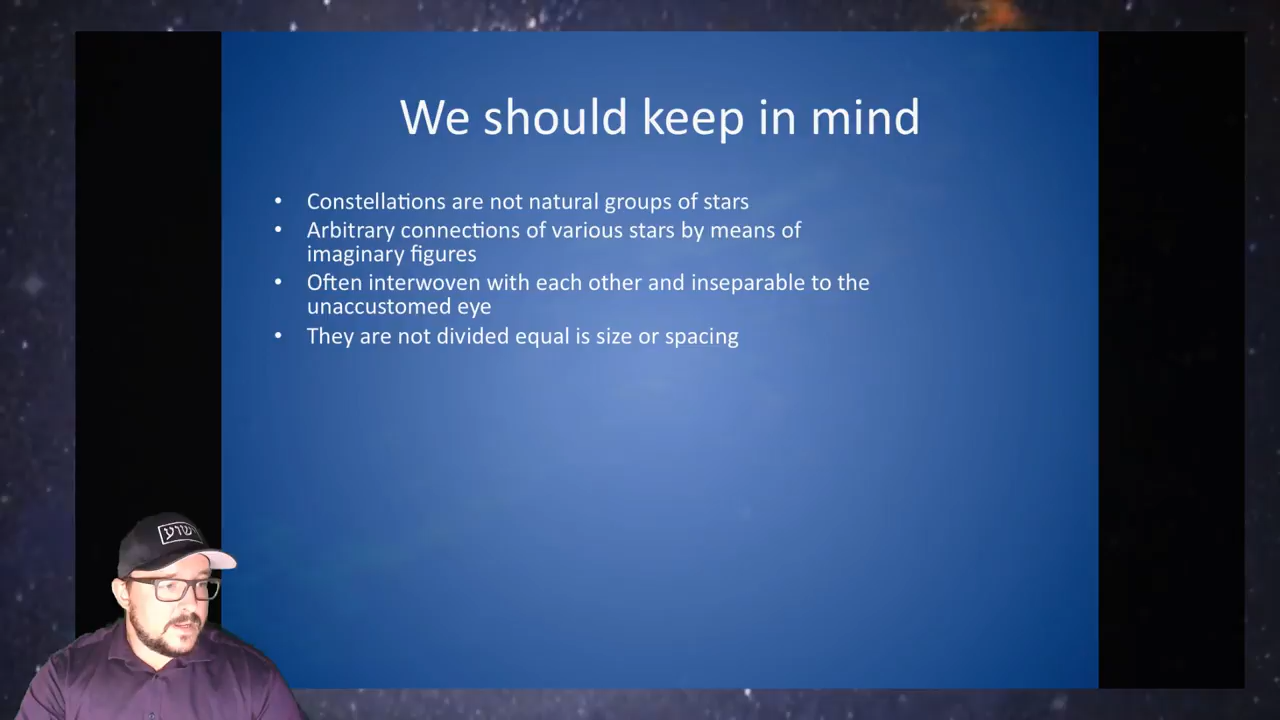 We should keep in mind
• Constellations are not natural groups of stars
• Arbitrary connections of various stars by means of
imaginary figures
• Often interwoven with each other and inseparable to the
unaccustomed eye
• They are not divided equal is size or spacing
ישוע